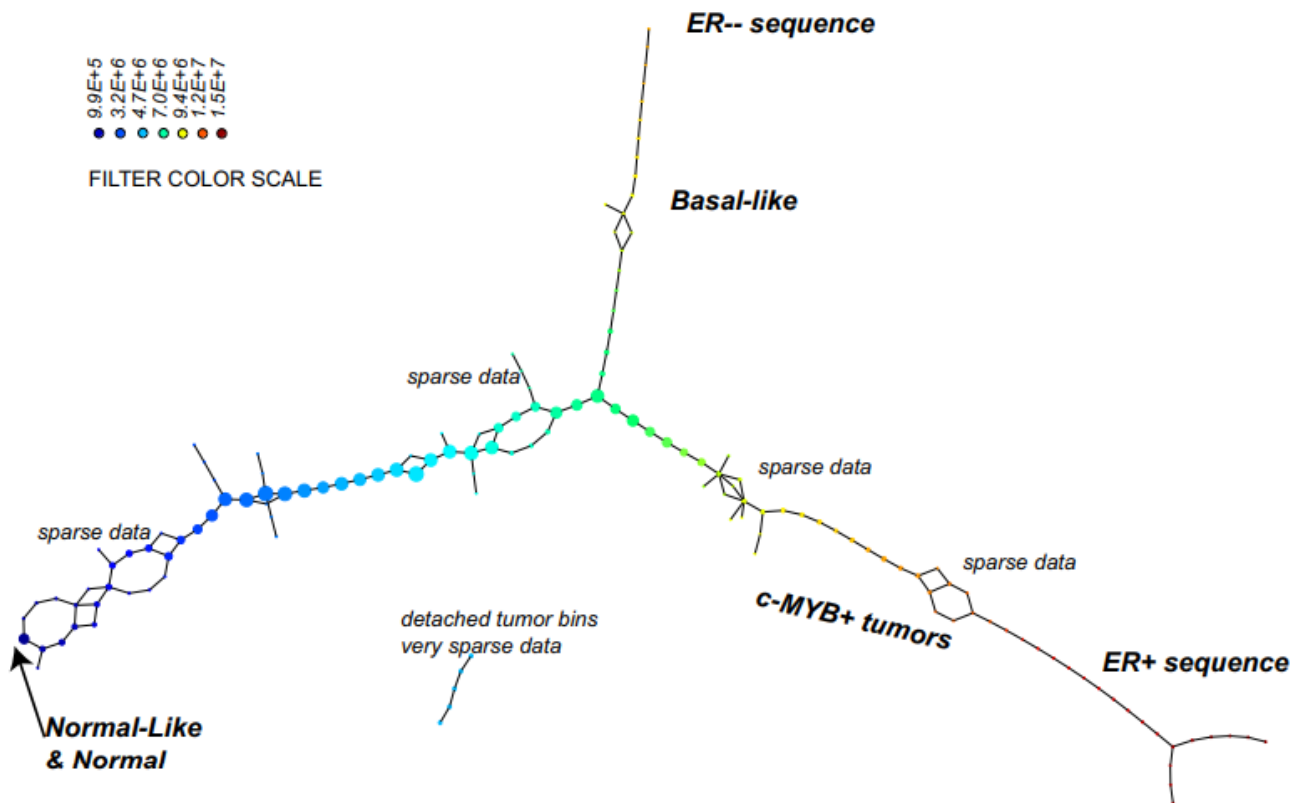 ER-- sequence
9.9E+5
3.2E+6
4.7E+6
7.0E+6
9.4E+6
1.2E+7
1.5E+7
FILTER COLOR SCALE
Basal-like
sparse data
sparse data
sparse data
sparse data
detached tumor bins
very sparse data
c-MYB+ tumors
ER+ sequence
Normal-Like
& Normal